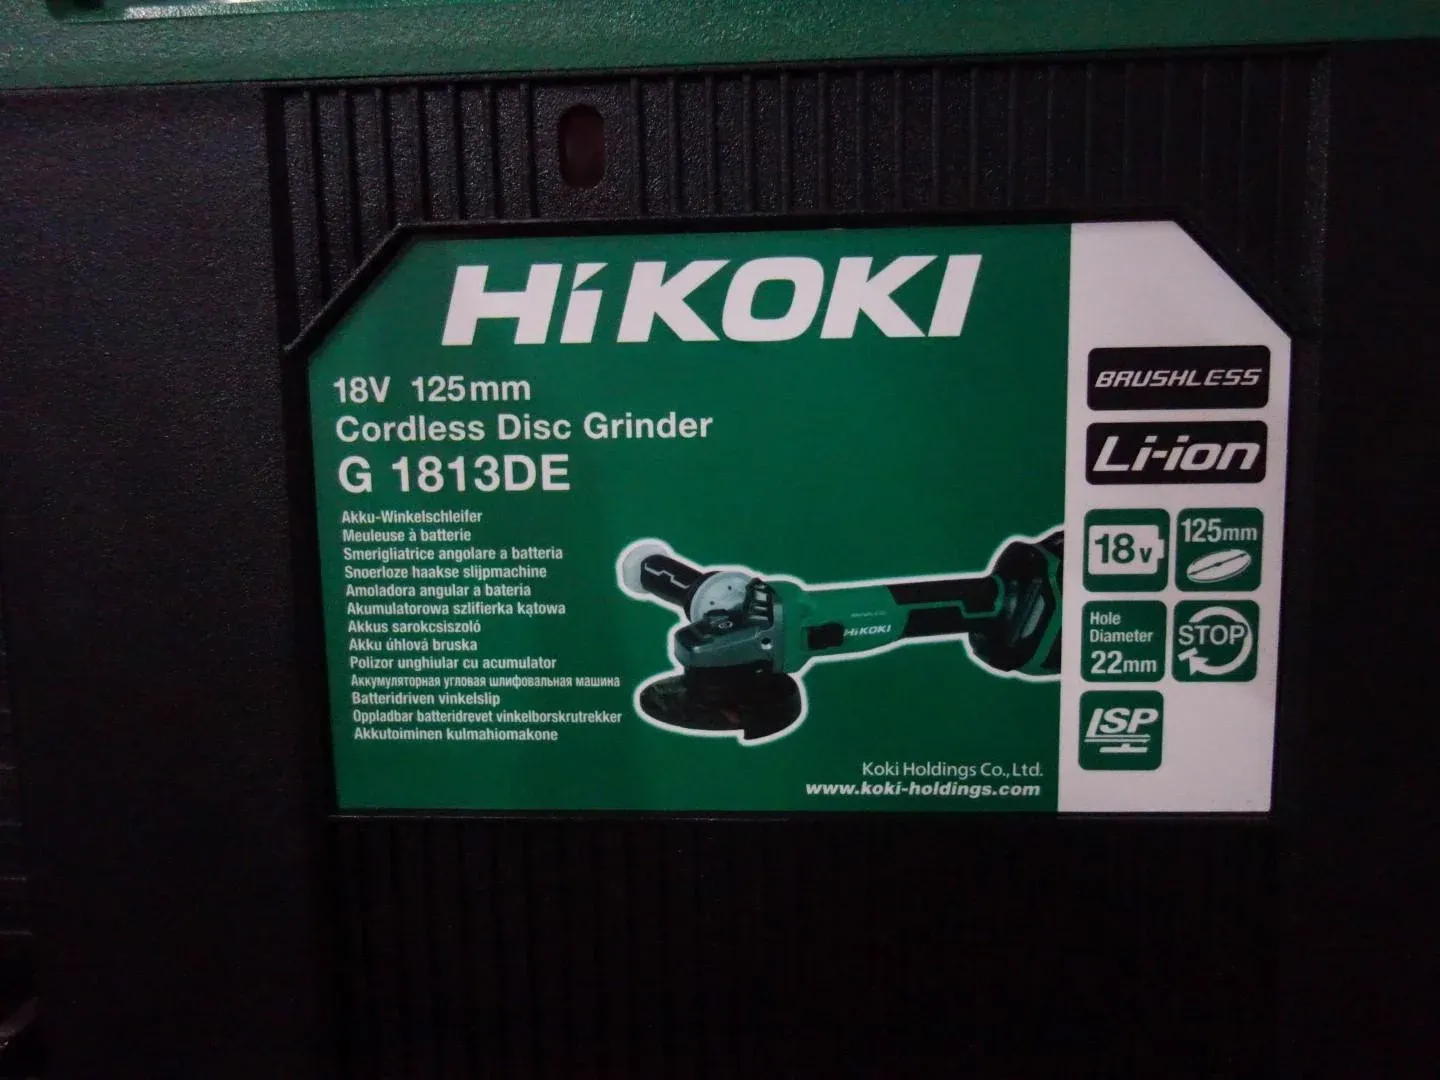 HiKOKI
18V 125mm
Cordless Disc Grinder
G 1813DE
Akku-Winkelschleifer
Meuleuse à batterie
Smerigliatrice angolare a batteria
Snoerloze haakse slijpmachine
Amoladora angular a bateria
Akumulatorowa szlifierka kątowa
Akkus sarokcsiszoló
Akku úhlová bruska
Polizor unghiular cu acumulator
Аккумуляторная угловая шлифовальная машина
Batteridriven vinkelslip
Oppladbar batteridrevet vinkelborskrutrekker
Akkutoiminen kulmahiomakone
HiKOKI
Koki Holdings Co., Ltd.
www.koki-holdings.com
BRUSHLESS
Li-ion
18V
125mm
Hole
Diameter
22mm
STOP
ISP